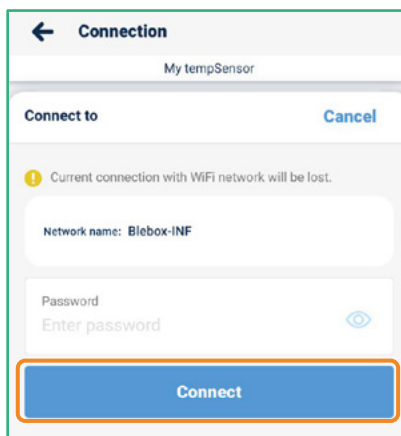 Connection
My tempSensor
Connect to Cancel
Current connection with WiFi network will be lost.
Network name: Blebox-INF
Password
Enter password
Connect